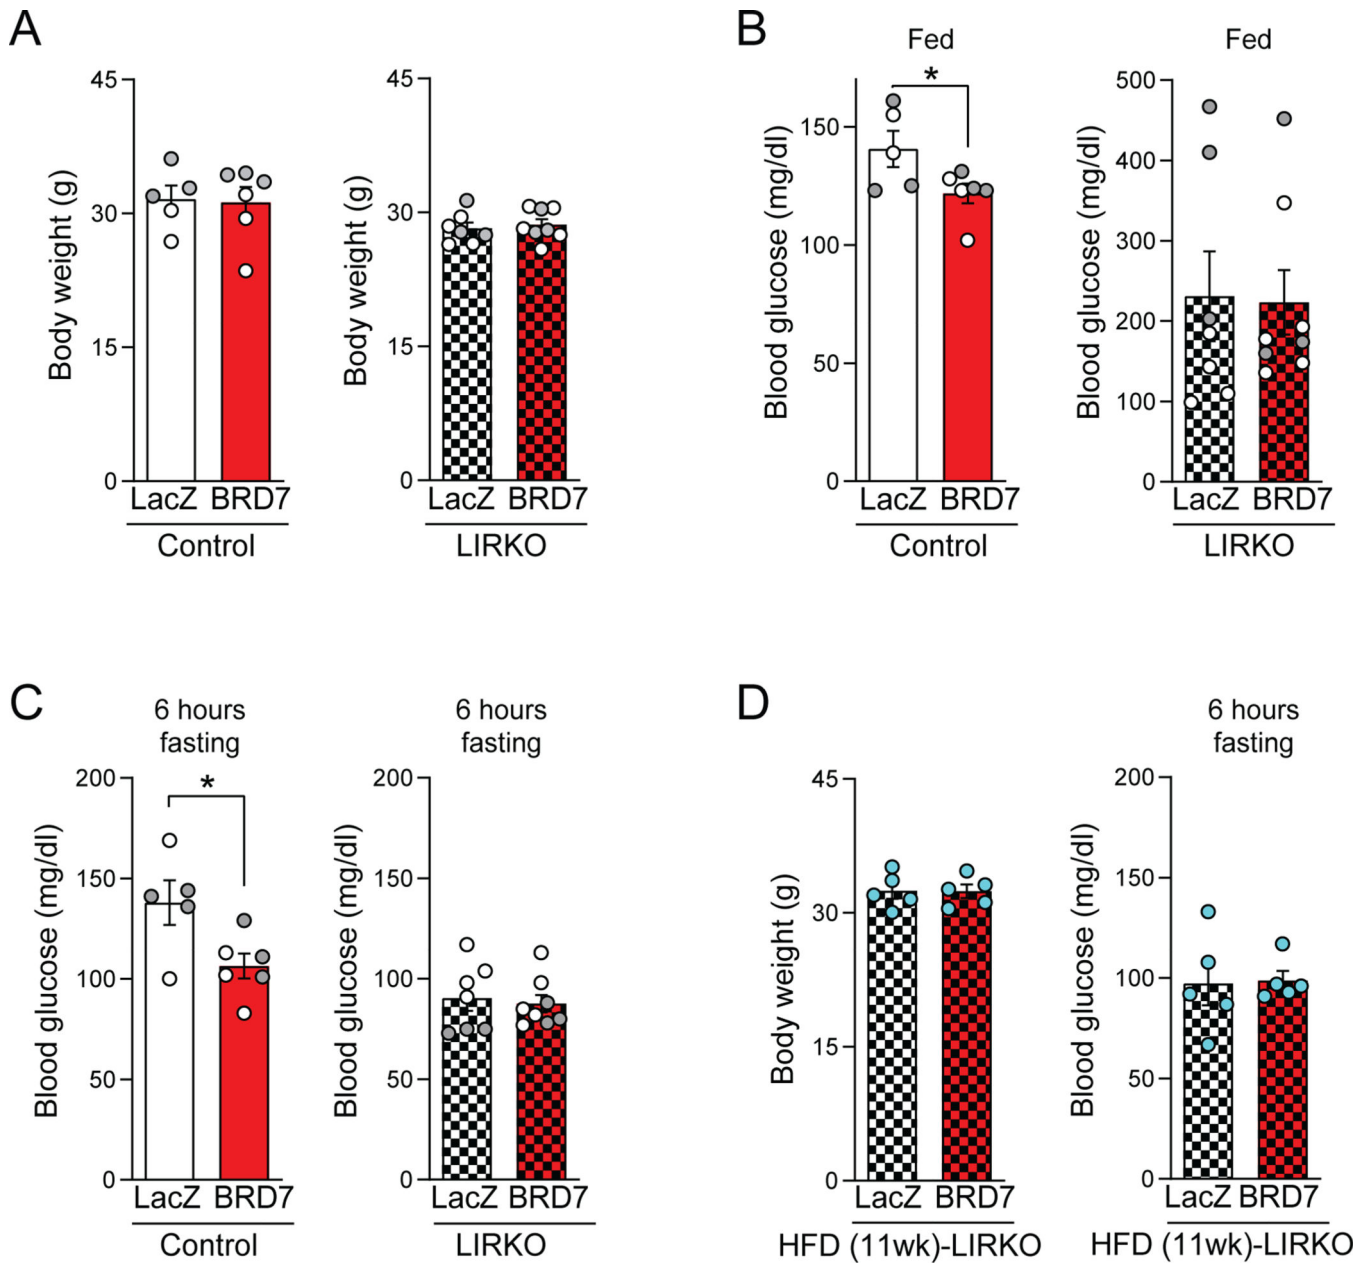 A
45
30
15
0
Body weight (g)
LacZ BRD7
Control
45
30
15
0
Body weight (g)
LacZ BRD7
LIRKO
B
Fed
*
150
100
50
0
Blood glucose (mg/dl)
LacZ BRD7
Control
Fed
500
400
300
200
100
0
Blood glucose (mg/dl)
LacZ BRD7
LIRKO
C
6 hours
fasting
*
200
150
100
50
0
Blood glucose (mg/dl)
LacZ BRD7
Control
6 hours
fasting
200
150
100
50
0
Blood glucose (mg/dl)
LacZ BRD7
LIRKO
D
45
30
15
0
Body weight (g)
LacZ BRD7
HFD (11wk)-LIRKO
6 hours
fasting
200
150
100
50
0
Blood glucose (mg/dl)
LacZ BRD7
HFD (11wk)-LIRKO